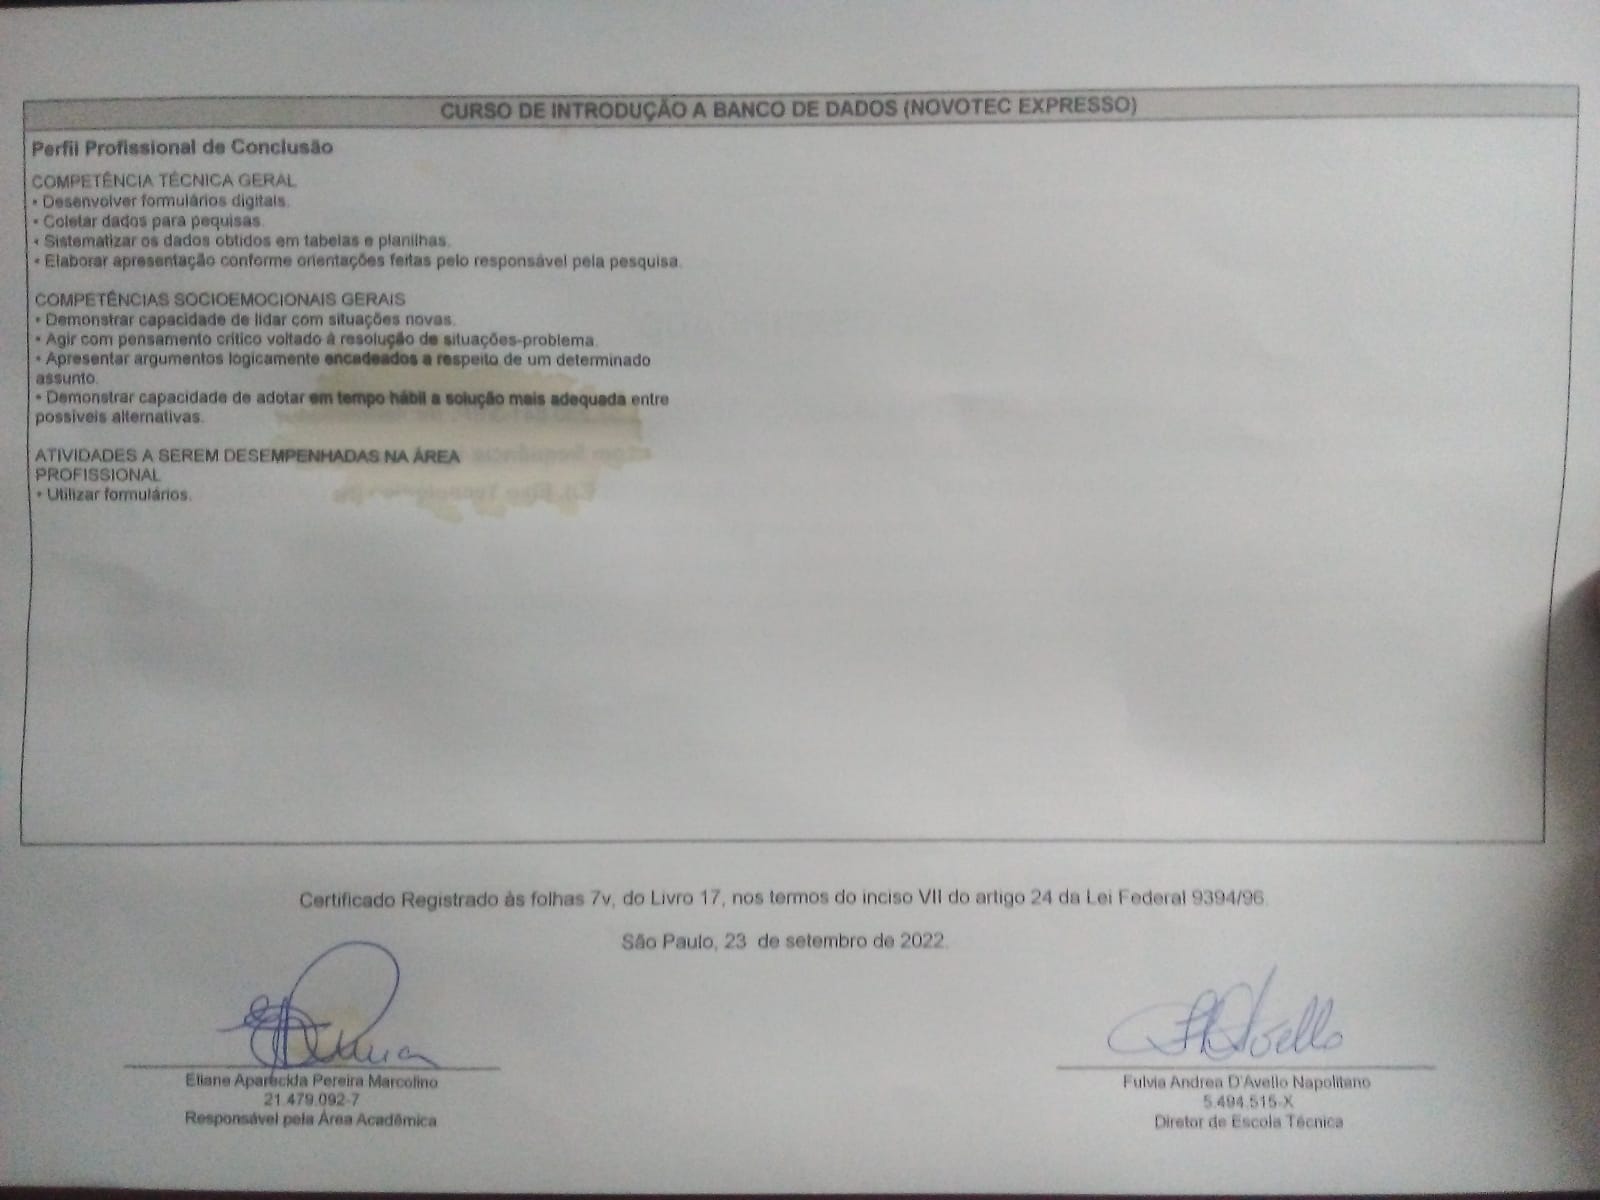 CURSO DE INTRODUÇÃO A BANCO DE DADOS (NOVOTEC EXPRESSO)
Perfil Profissional de Conclusão
COMPETÊNCIA TÉCNICA GERAL
• Desenvolver formulários digitais.
• Coletar dados para pequisas.
• Sistematizar os dados obtidos em tabelas e planilhas.
• Elaborar apresentação conforme orientações feitas pelo responsável pela pesquisa.
COMPETÊNCIAS SOCIOEMOCIONAIS GERAIS
• Demonstrar capacidade de lidar com situações novas.
• Agir com pensamento crítico voltado à resolução de situações-problema.
• Apresentar argumentos logicamente encadeados a respeito de um determinado
assunto.
• Demonstrar capacidade de adotar em tempo hábil a solução mais adequada entre
possíveis alternativas.
ATIVIDADES A SEREM DESEMPENHADAS NA ÁREA
PROFISSIONAL
• Utilizar formulários.
Certificado Registrado às folhas 7v, do Livro 17, nos termos do inciso VII do artigo 24 da Lei Federal 9394/96.
São Paulo, 23 de setembro de 2022.
Eliane Aparecida Pereira Marcolino
21.479.092-7
Responsável pela Área Acadêmica
Fulvia Andrea D'Avello Napolitano
5.494.515-X
Diretor de Escola Técnica